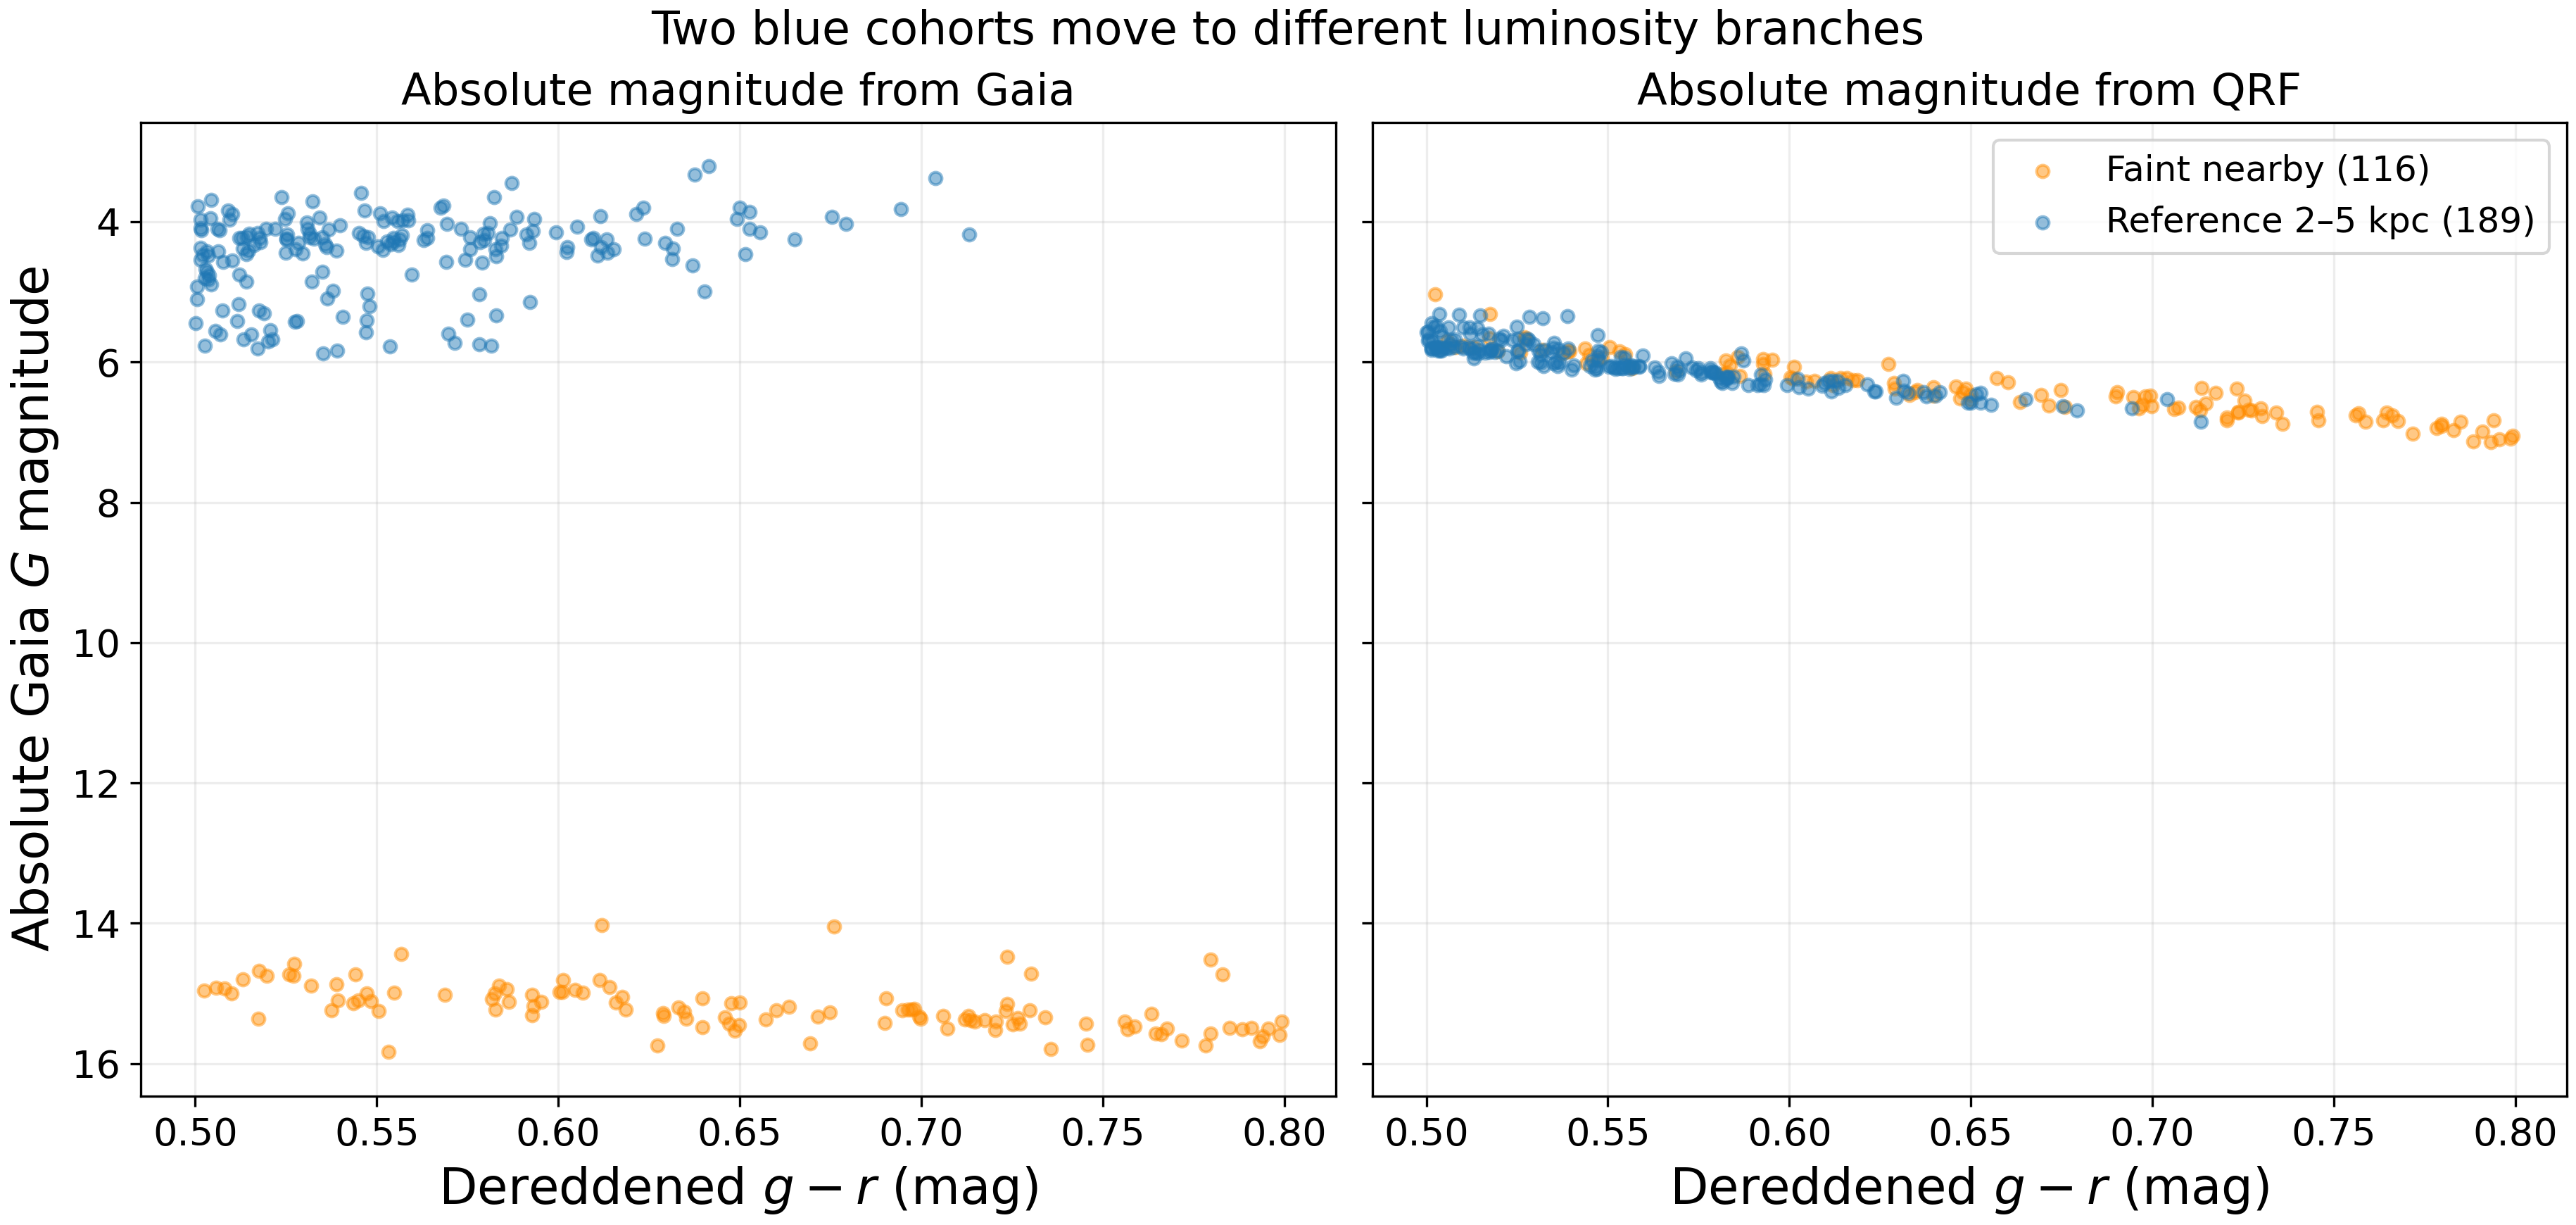 Two blue cohorts move to different luminosity branches
Absolute magnitude from Gaia
Absolute magnitude from QRF
Absolute Gaia G magnitude
4
6
8
10
12
14
16
Faint nearby (116)
Reference 2–5 kpc (189)
0.50 0.55 0.60 0.65 0.70 0.75 0.80
0.50 0.55 0.60 0.65 0.70 0.75 0.80
Dereddened g − r (mag)
Dereddened g − r (mag)